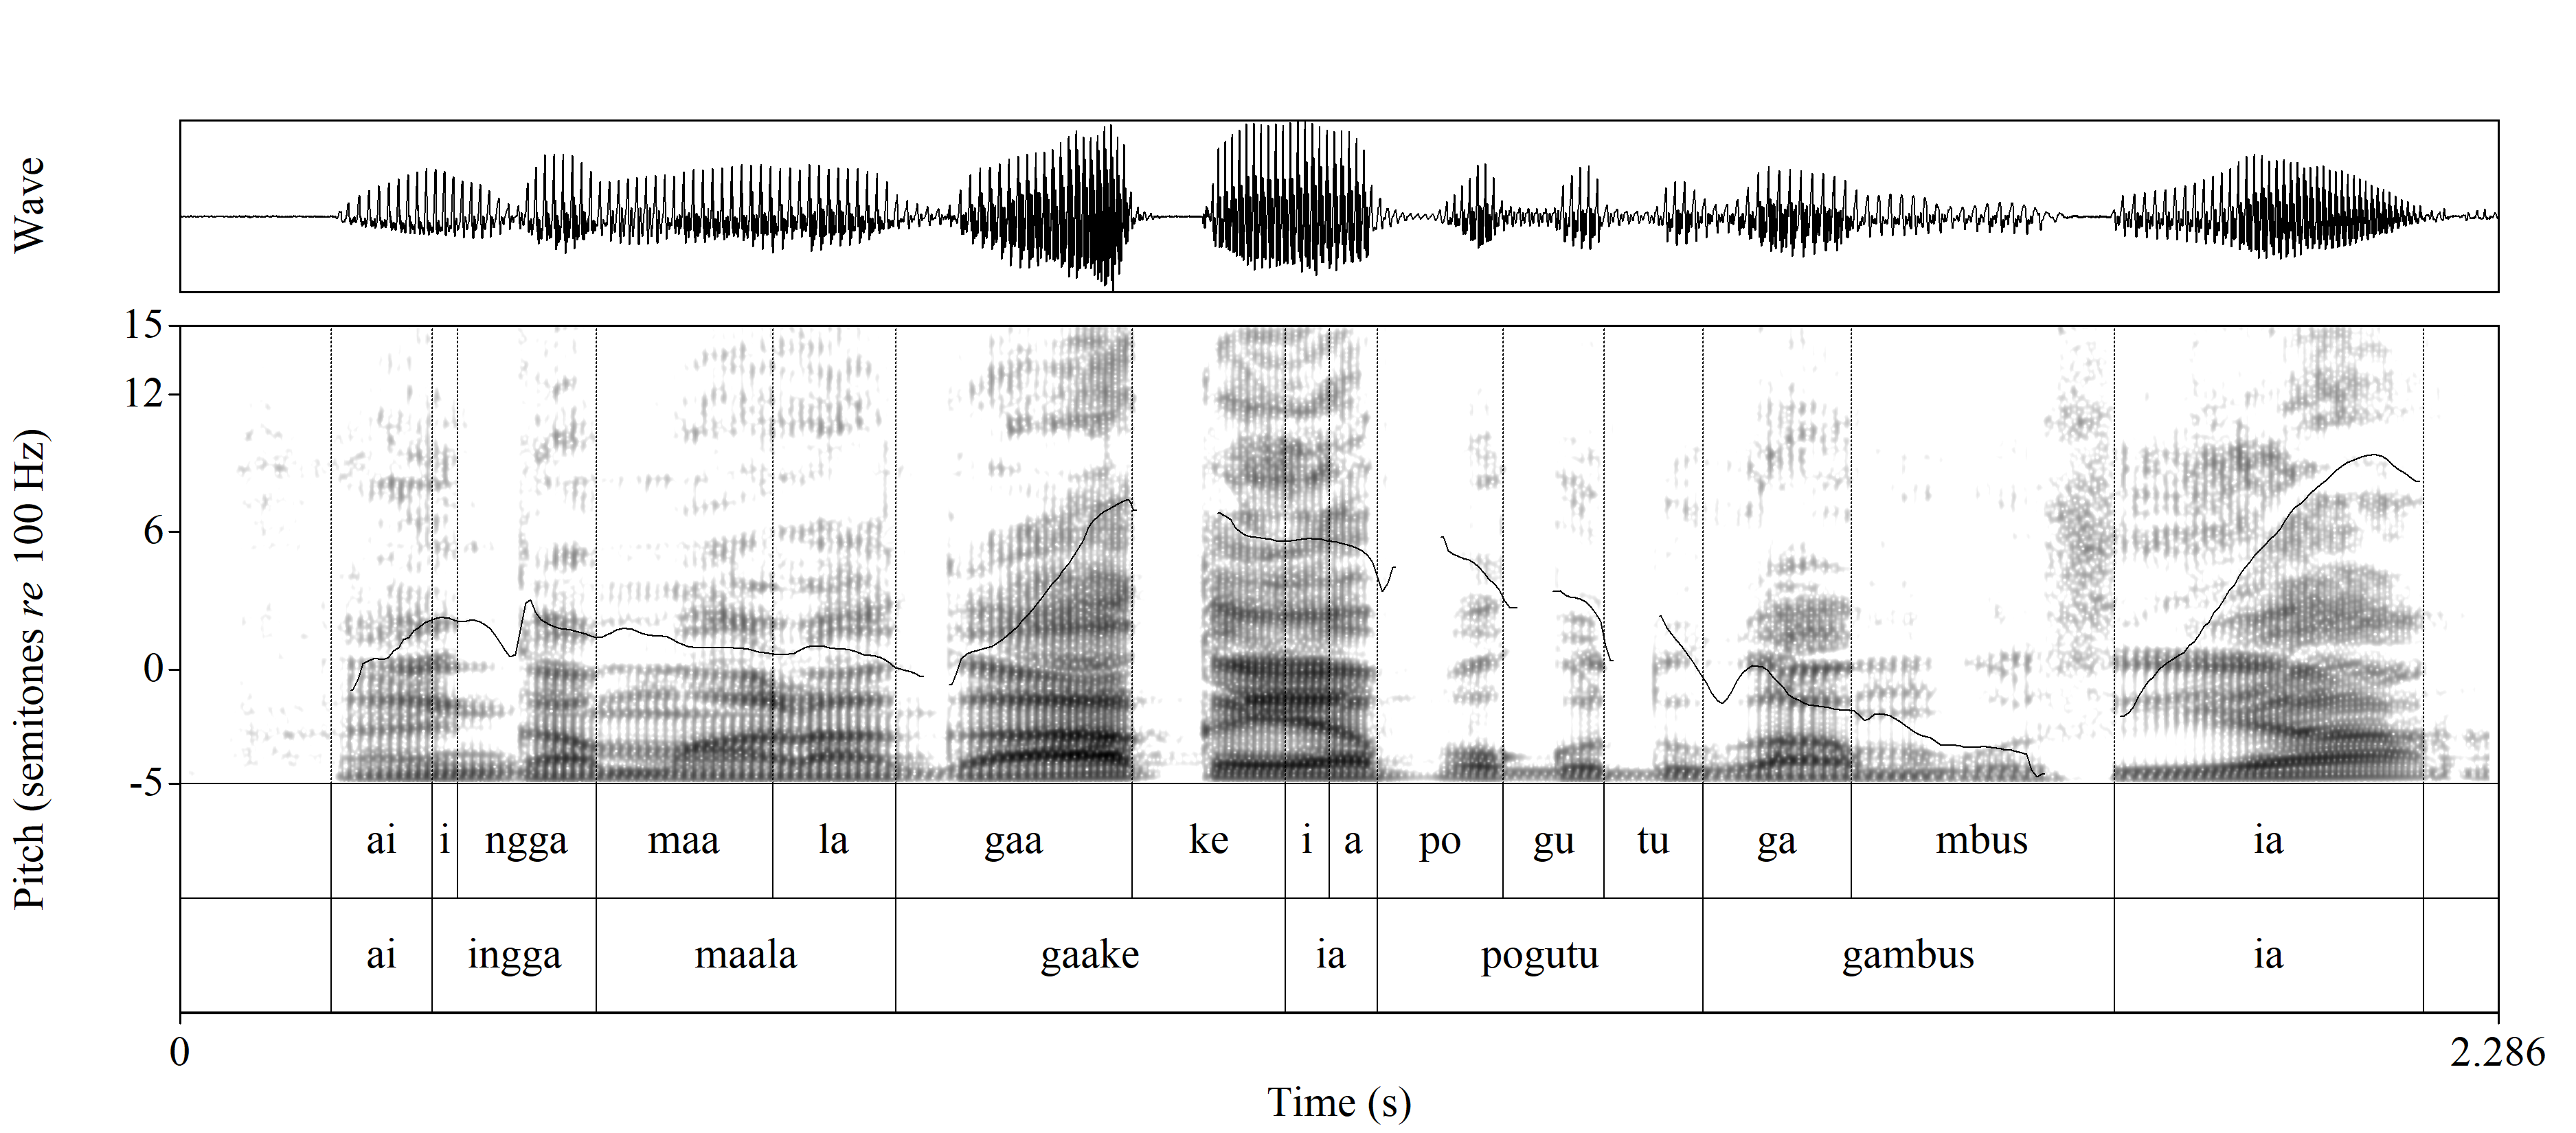 Wave
15
12
6
0
-5
Pitch (semitones re 100 Hz)
ai i ngga maa la gaa ke i a po gu tu ga mbus ia
ai ingga maala gaake ia pogutu gambus ia
0 2.286
Time (s)